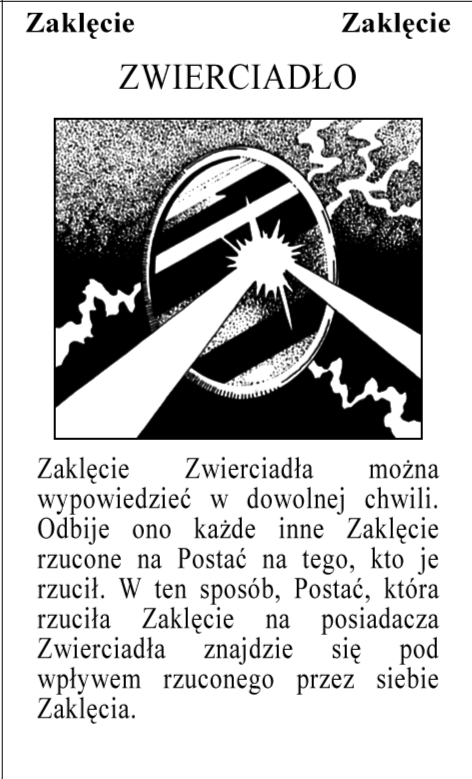 Zaklęcie Zaklęcie
ZWIERCIADŁO
Zaklęcie Zwierciadła można
wypowiedzieć w dowolnej chwili.
Odbije ono każde inne Zaklęcie
rzucone na Postać na tego, kto je
rzucił. W ten sposób, Postać, która
rzuciła Zaklęcie na posiadacza
Zwierciadła znajdzie się pod
wpływem rzuconego przez siebie
Zaklęcia.